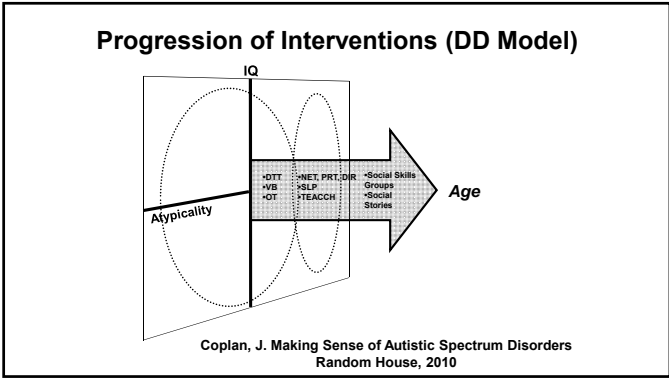 Progression of Interventions (DD Model)
IQ
Atypicality
•DTT
•VB
•OT
•NET, PRT, DIR
•SLP
•TEACCH
•Social Skills
Groups
•Social
Stories
Age
Coplan, J. Making Sense of Autistic Spectrum Disorders
Random House, 2010